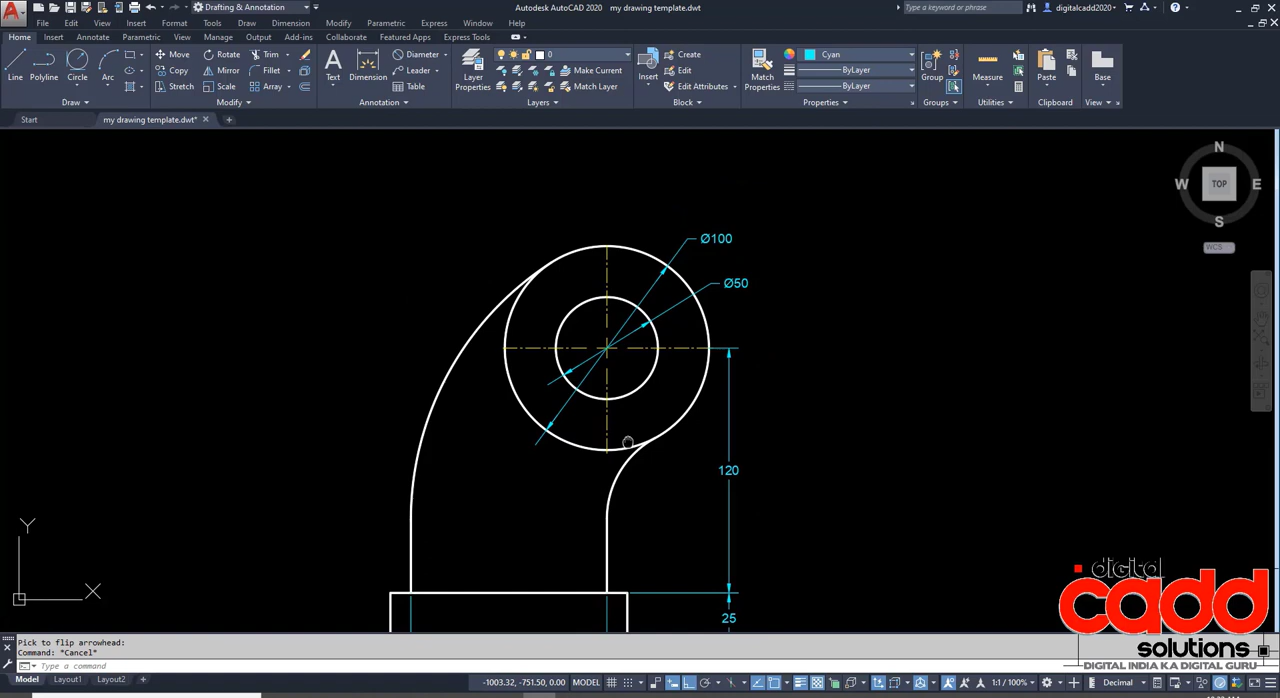 Autodesk AutoCAD 2020 my drawing template.dwt
Drafting & Annotation
Type a keyword or phrase
digitalcadd2020
File Edit View Insert Format Tools Draw Dimension Modify Parametric Express Window Help
Home Insert Annotate Parametric View Manage Output Add-ins Collaborate Featured Apps Express Tools
Line Polyline Circle Arc
Move Rotate Trim
Copy Mirror Fillet
Stretch Scale Array
Text Dimension
Diameter
Leader
Table
Layer Properties
0
Make Current
Match Layer
Insert
Create
Edit
Edit Attributes
Match Properties
Cyan
ByLayer
ByLayer
Group
Measure
Paste
Base
Draw Modify Annotation Layers Block Properties Groups Utilities Clipboard View
Start my drawing template.dwt*
N
W TOP E
S
WCS
Ø100
Ø50
120
25
Y
X
digital
cadd
solutions
DIGITAL INDIA KA DIGITAL GURU
Pick to flip arrowhead:
Command: *Cancel*
Type a command
Model Layout1 Layout2
-1003.32, -751.50, 0.00 MODEL
1:1 / 100%
Decimal